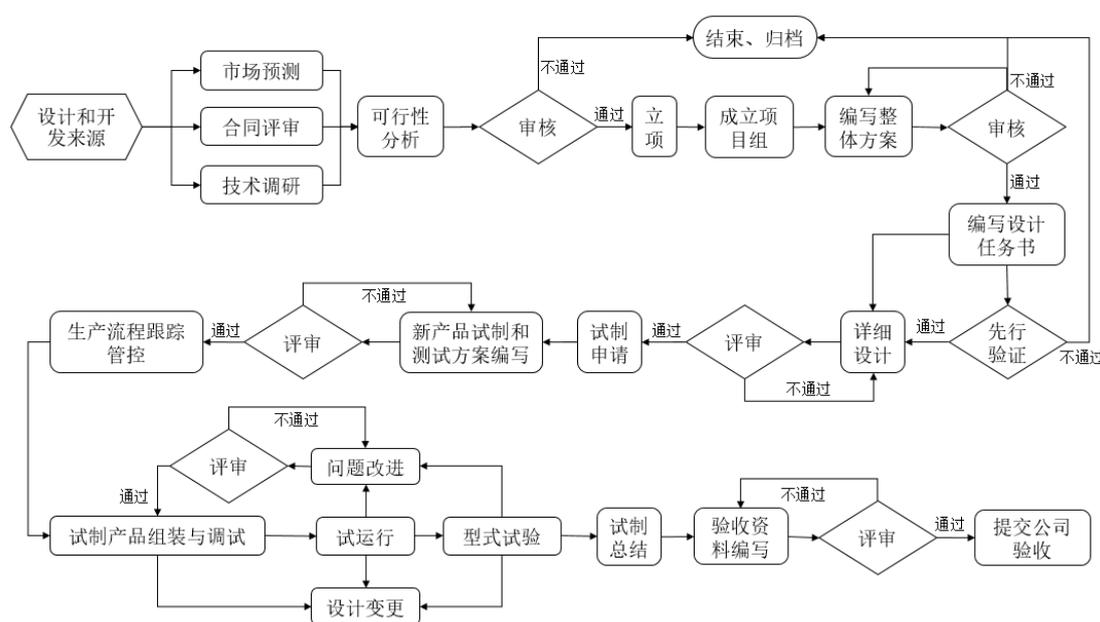 结束、归档
不通过
不通过
市场预测
设计和开
发来源
合同评审
技术调研
可行性
分析
审核
通过
立
项
成立项
目组
编写整
体方案
审核
通过
编写设计
任务书
先行
验证
不通过
通过
详细
设计
评审
不通过
通过
试制
申请
新产品试制和
测试方案编写
不通过
评审
通过
生产流程跟踪
管控
不通过
评审
问题改进
通过
试制产品组装与调试
试运行
型式试验
设计变更
试制
总结
验收资
料编写
不通过
评审
通过
提交公司
验收